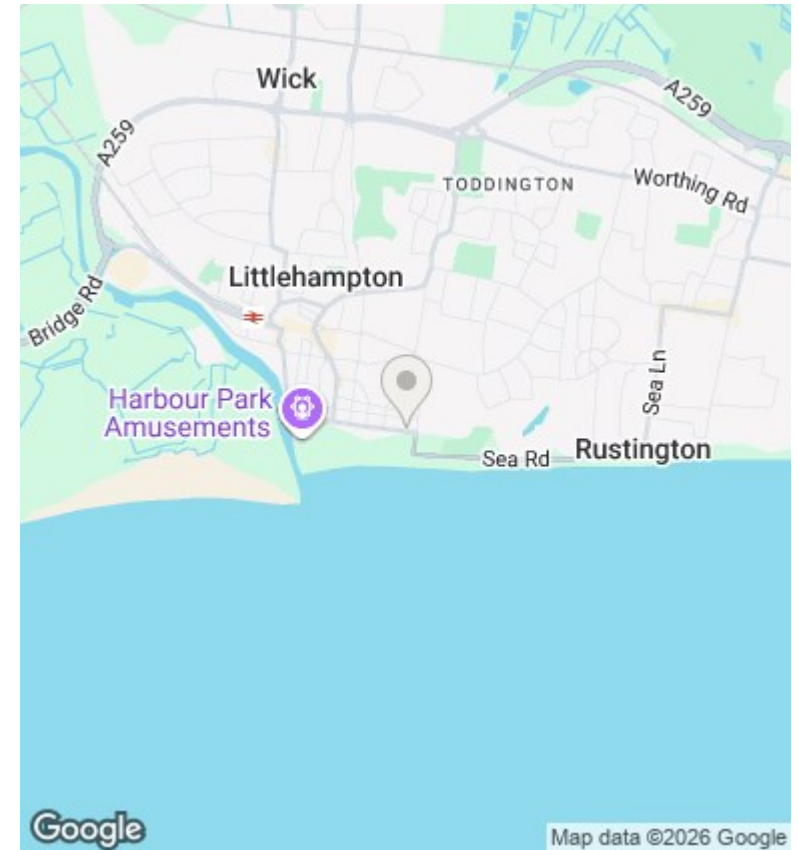 Wick
A259
A259
TODDINGTON
Worthing Rd
Littlehampton
Bridge Rd
Sea Ln
Harbour Park
Amusements
Sea Rd
Rustington
Google
Map data ©2026 Google